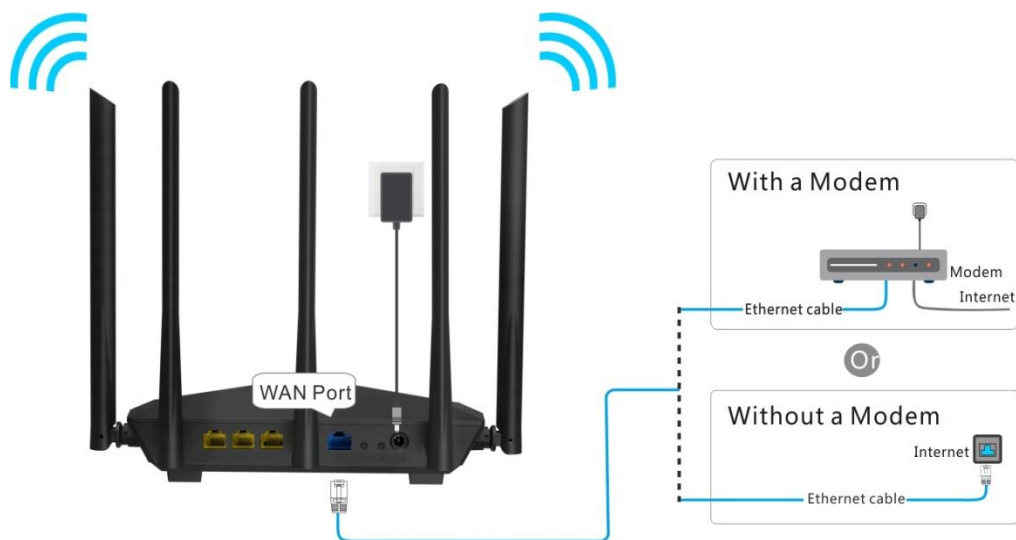 WAN Port
With a Modem
Modem
Internet
Ethernet cable
Or
Without a Modem
Internet
Ethernet cable